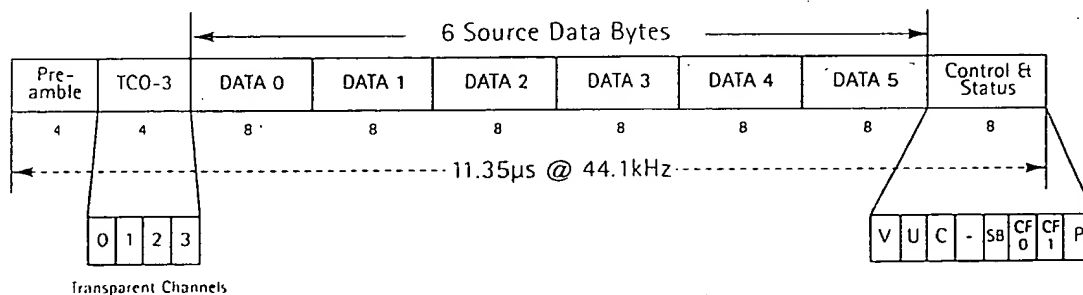 6 Source Data Bytes
Pre-
amble
TCO-3
DATA 0
DATA 1
DATA 2
DATA 3
DATA 4
DATA 5
Control &
Status
4
4
8
8
8
8
8
8
8
11.35µs @ 44.1kHz
0 1 2 3
V U C - SB CF
0 CF
1 P
Transparent Channels